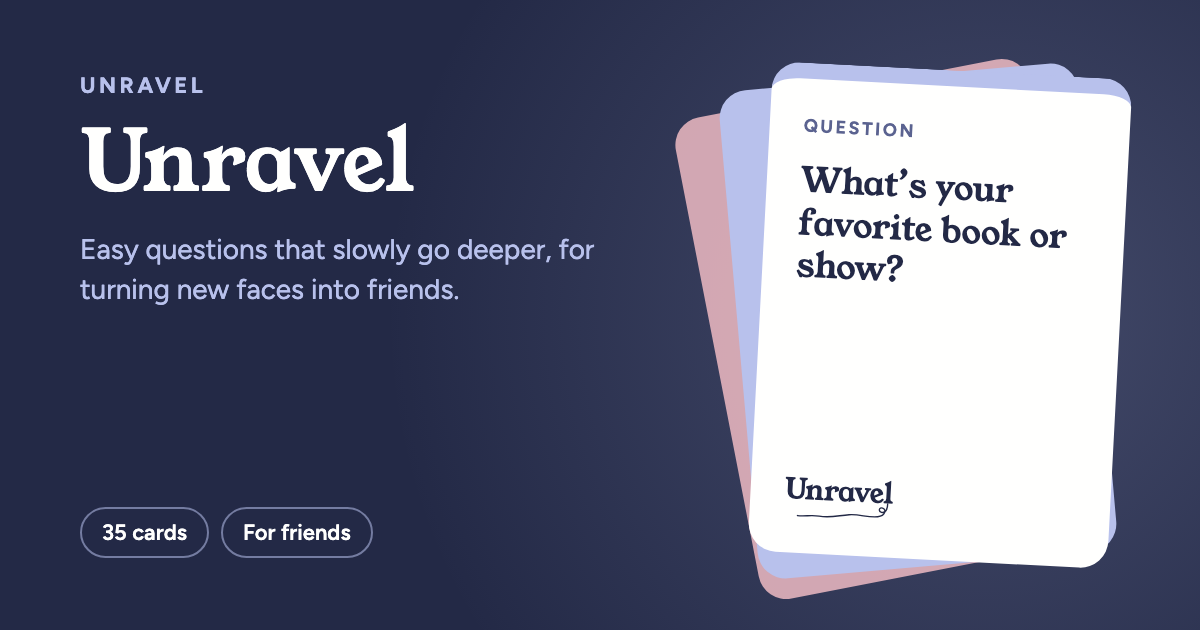 UNRAVEL
Unravel
Easy questions that slowly go deeper, for
turning new faces into friends.
35 cards
For friends
QUESTION
What’s your
favorite book or
show?
Unravel